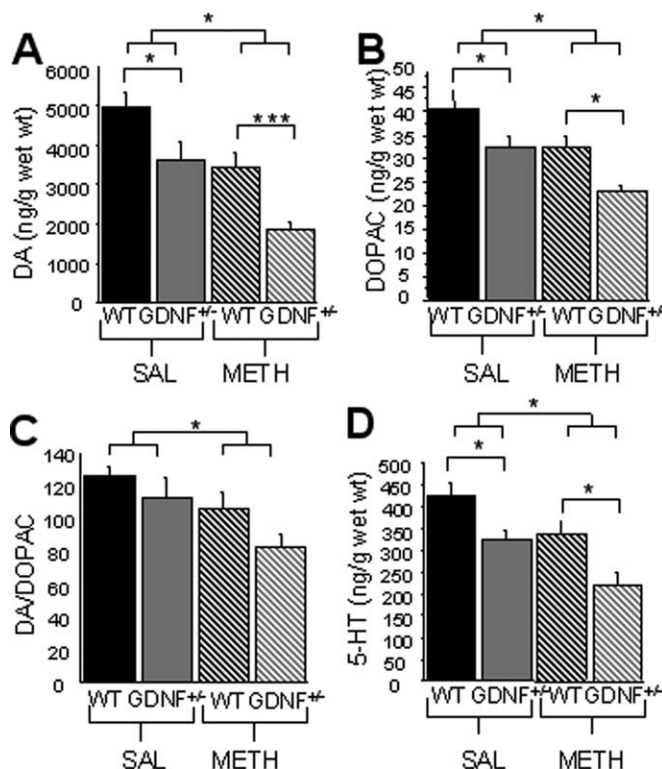 A
*
*
***
6000
5000
4000
3000
2000
1000
0
DA (ng/g wet wt)
WT GDNF+/- WT GDNF+/-
SAL METH
B
*
*
*
50
45
40
35
30
25
20
15
10
5
0
DOPAC (ng/g wet wt)
WT GDNF+/- WT GDNF+/-
SAL METH
C
*
140
120
100
80
60
40
20
0
DA/DOPAC
WT GDNF+/- WT GDNF+/-
SAL METH
D
*
*
*
500
450
400
350
300
250
200
150
100
50
0
5-HT (ng/g wet wt)
WT GDNF+/- WT GDNF+/-
SAL METH